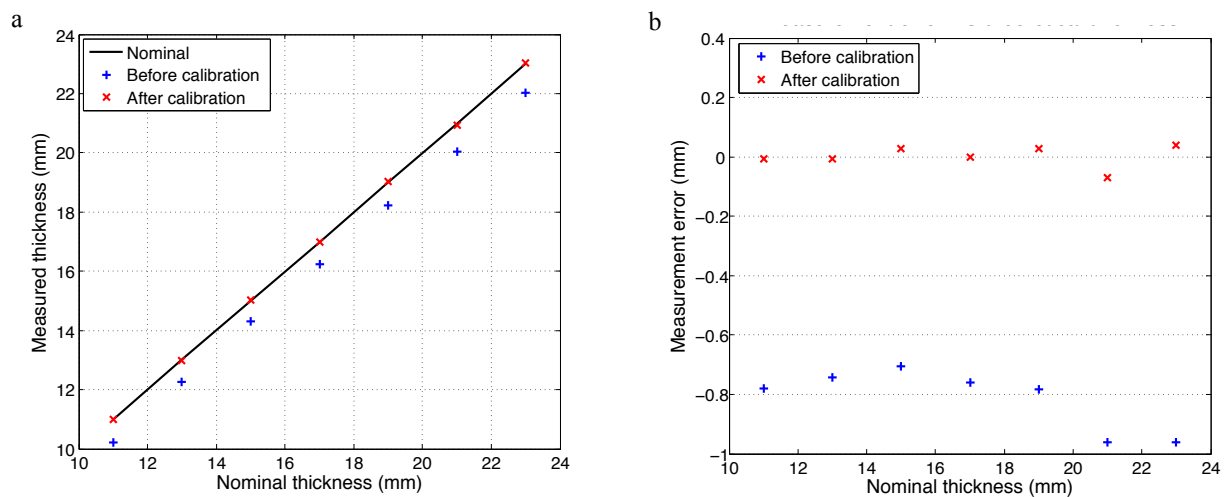 a
24
22
20
18
16
14
12
10
Measured thickness (mm)
Nominal
Before calibration
After calibration
10 12 14 16 18 20 22 24
Nominal thickness (mm)
b
0.4
0.2
0
−0.2
−0.4
−0.6
−0.8
−1
Measurement error (mm)
Before calibration
After calibration
10 12 14 16 18 20 22 24
Nominal thickness (mm)